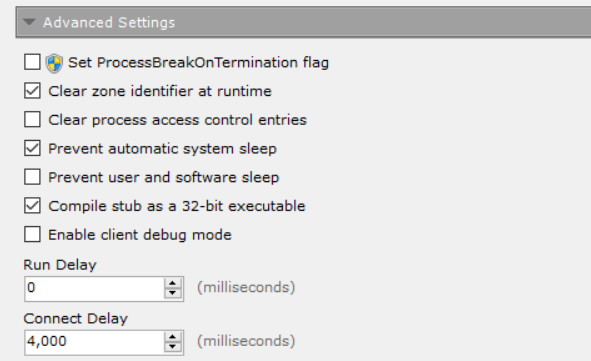 Advanced Settings
Set ProcessBreakOnTermination flag
Clear zone identifier at runtime
Clear process access control entries
Prevent automatic system sleep
Prevent user and software sleep
Compile stub as a 32-bit executable
Enable client debug mode
Run Delay
0 (milliseconds)
Connect Delay
4,000 (milliseconds)